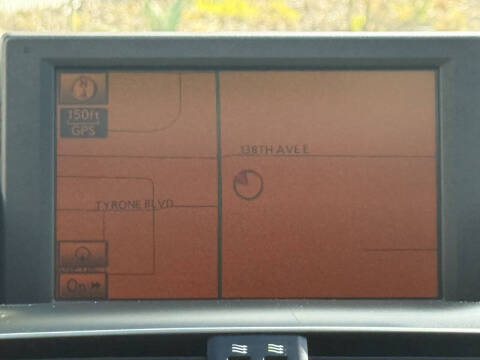 N
150ft
GPS
138TH AVE E
TYRONE BLVD
On »